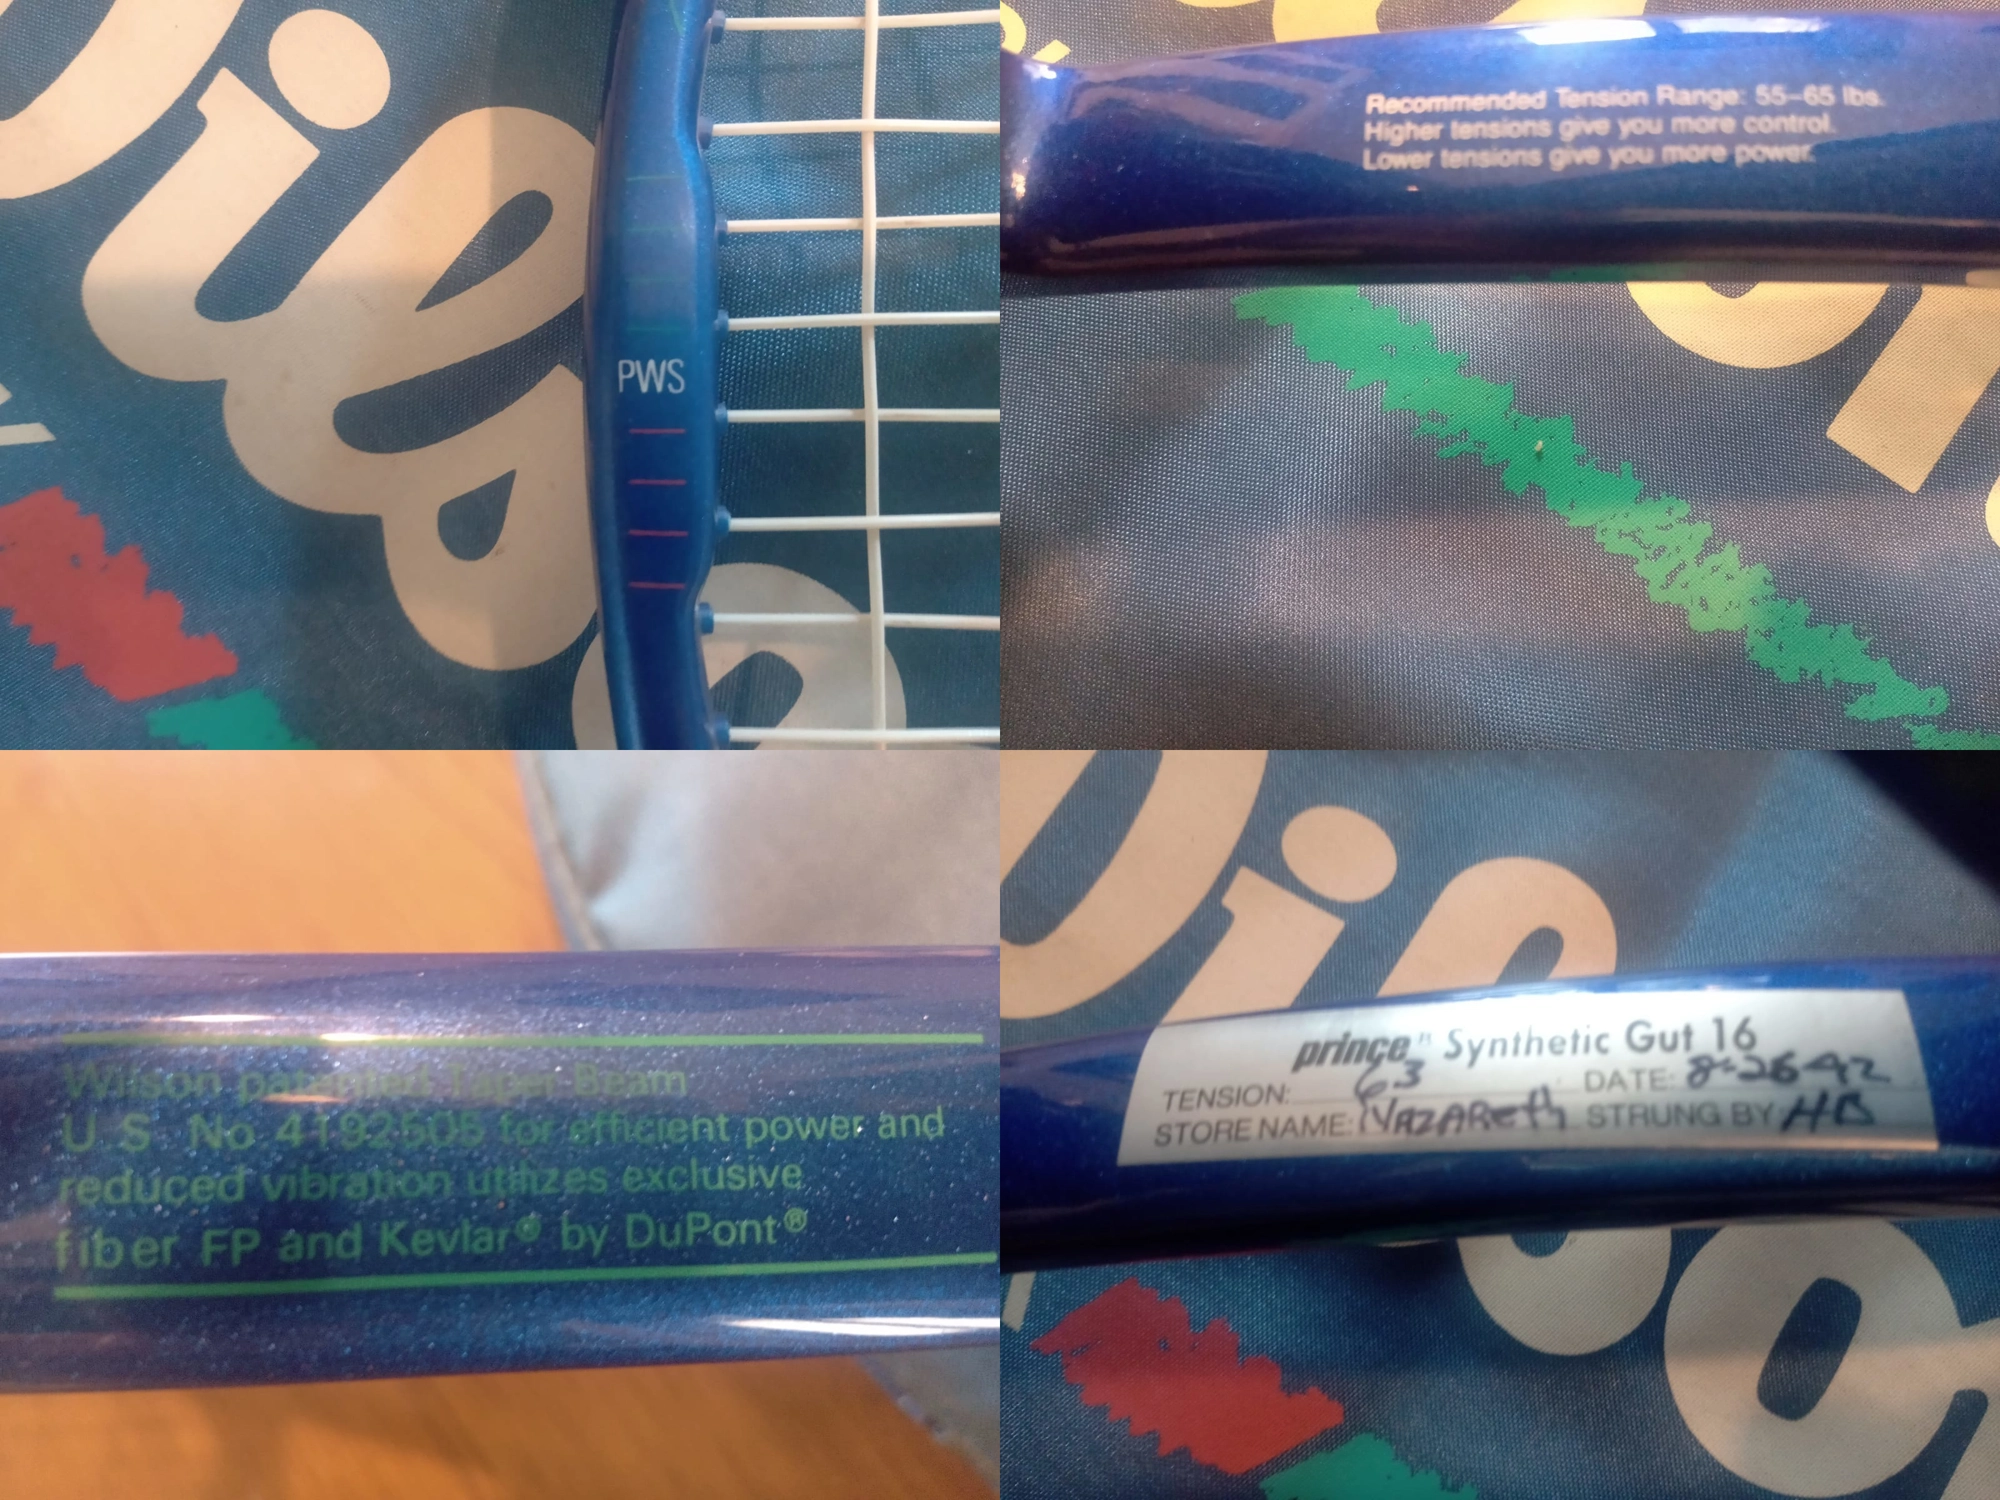 PWS
Recommended Tension Range: 55–65 lbs.
Higher tensions give you more control.
Lower tensions give you more power.
Wilson patented Taper Beam
U S No 4192505 for efficient power and
reduced vibration utilizes exclusive
fiber FP and Kevlar® by DuPont®
prince Synthetic Gut 16
TENSION: 63 DATE: 8-26-92
STORE NAME: NAZAREth STRUNG BY HB